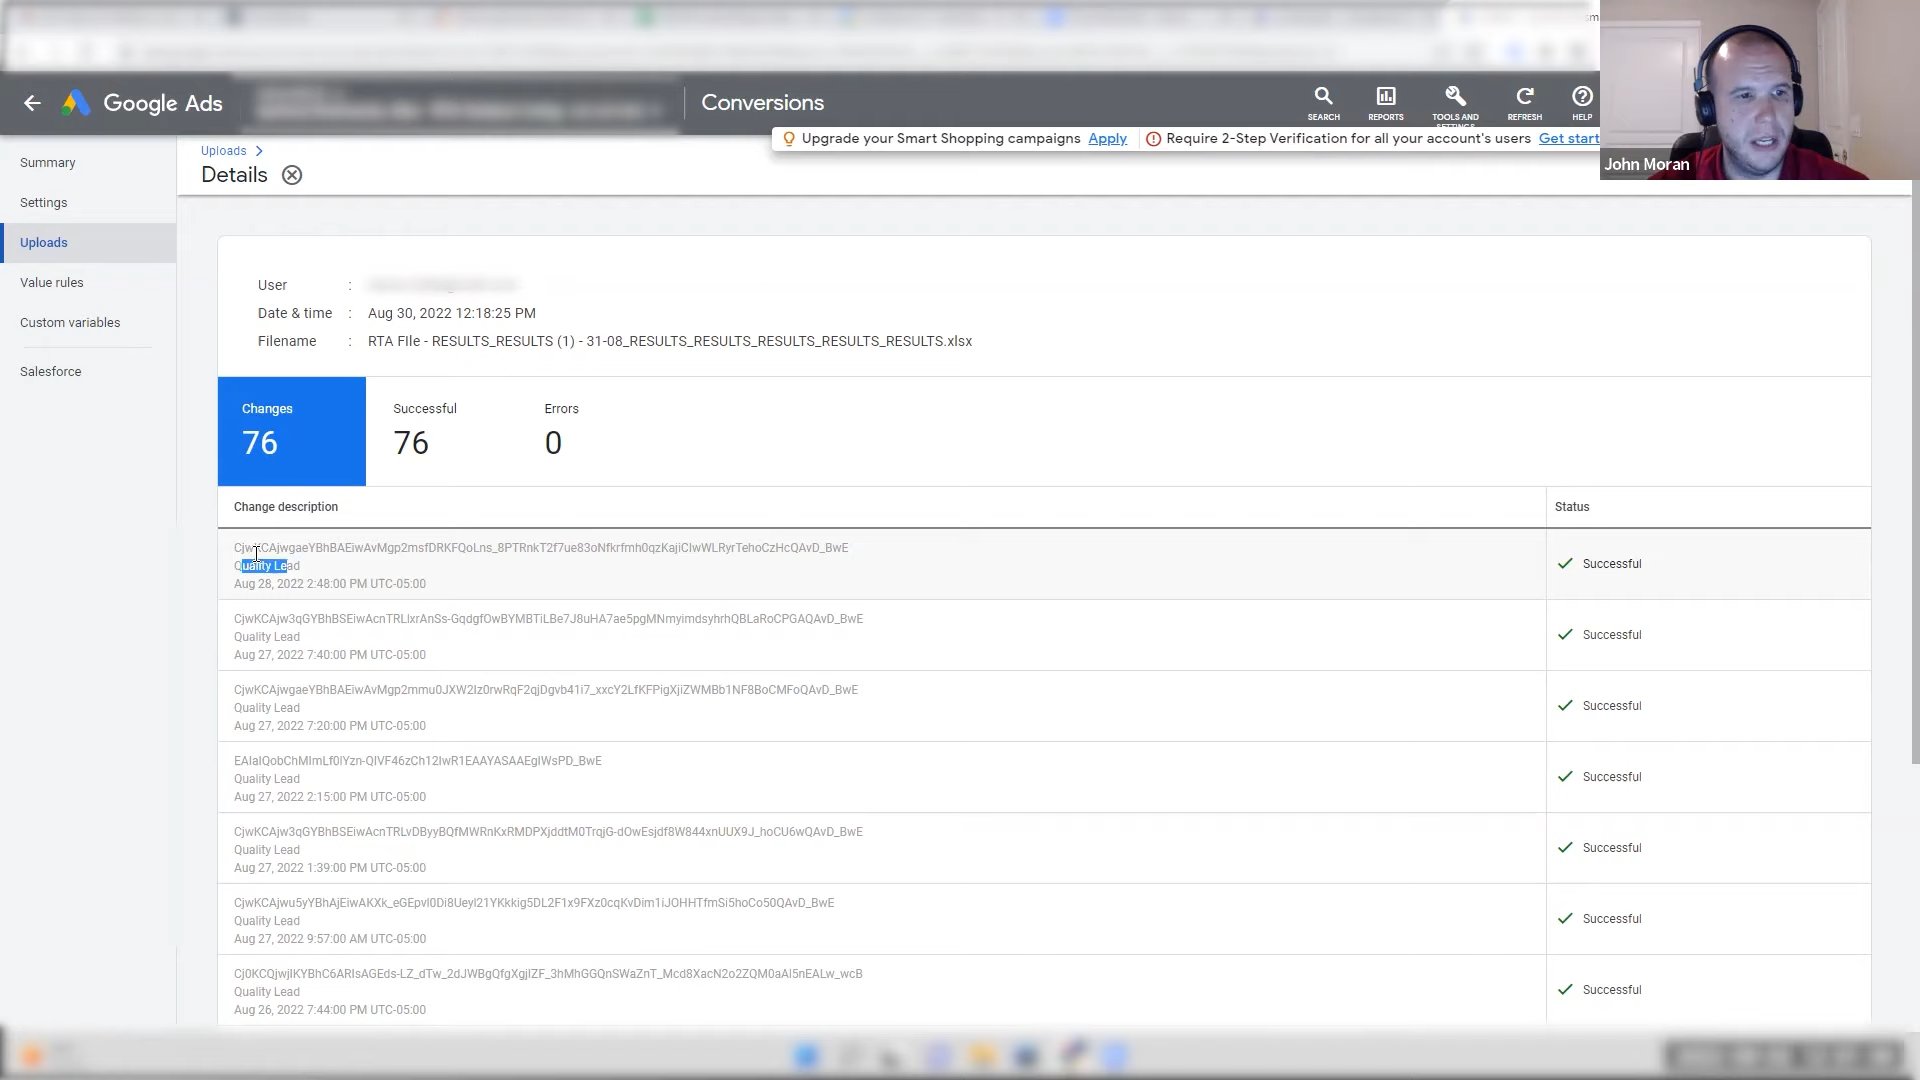 Google Ads
Conversions
SEARCH
REPORTS
TOOLS AND
SETTINGS
REFRESH
HELP
Upgrade your Smart Shopping campaigns Apply
Require 2-Step Verification for all your account's users Get start
John Moran
Summary
Settings
Uploads
Value rules
Custom variables
Salesforce
Uploads
Details
User :
Date & time : Aug 30, 2022 12:18:25 PM
Filename : RTA FIle - RESULTS_RESULTS (1) - 31-08_RESULTS_RESULTS_RESULTS_RESULTS_RESULTS.xlsx
Changes
76
Successful
76
Errors
0
Change description
Status
CjwKCAjwgaeYBhBAEiwAvMgp2msfDRKFQoLns_8PTRnkT2f7ue83oNfkrfmh0qzKajiClwWLRyrTehoCzHcQAvD_BwE
Quality Lead
Aug 28, 2022 2:48:00 PM UTC-05:00
Successful
CjwKCAjw3qGYBhBSEiwAcnTRLlxrAnSs-GqdgfOwBYMBTiLBe7J8uHA7ae5pgMNmyimdsyhrhQBLaRoCPGAQAvD_BwE
Quality Lead
Aug 27, 2022 7:40:00 PM UTC-05:00
Successful
CjwKCAjwgaeYBhBAEiwAvMgp2mmu0JXW2Iz0rwRqF2qjDgvb41i7_xxcY2LfKFPigXjiZWMBb1NF8BoCMFoQAvD_BwE
Quality Lead
Aug 27, 2022 7:20:00 PM UTC-05:00
Successful
EAIaIQobChMImLf0lYzn-QIVF46zCh12IwR1EAAYASAAEgIWsPD_BwE
Quality Lead
Aug 27, 2022 2:15:00 PM UTC-05:00
Successful
CjwKCAjw3qGYBhBSEiwAcnTRLvDByyBQfMWRnKxRMDPXjddtM0TrqjG-dOwEsjdf8W844xnUUX9J_hoCU6wQAvD_BwE
Quality Lead
Aug 27, 2022 1:39:00 PM UTC-05:00
Successful
CjwKCAjwu5yYBhAjEiwAKXk_eGEpvl0Di8Ueyl21YKkkig5DL2F1x9FXz0cqKvDim1iJOHHTfmSi5hoCo50QAvD_BwE
Quality Lead
Aug 27, 2022 9:57:00 AM UTC-05:00
Successful
Cj0KCQjwjIKYBhC6ARIsAGEds-LZ_dTw_2dJWBgQfgXgjIZF_3hMhGGQnSWaZnT_Mcd8XacN2o2ZQM0aAl5nEALw_wcB
Quality Lead
Aug 26, 2022 7:44:00 PM UTC-05:00
Successful